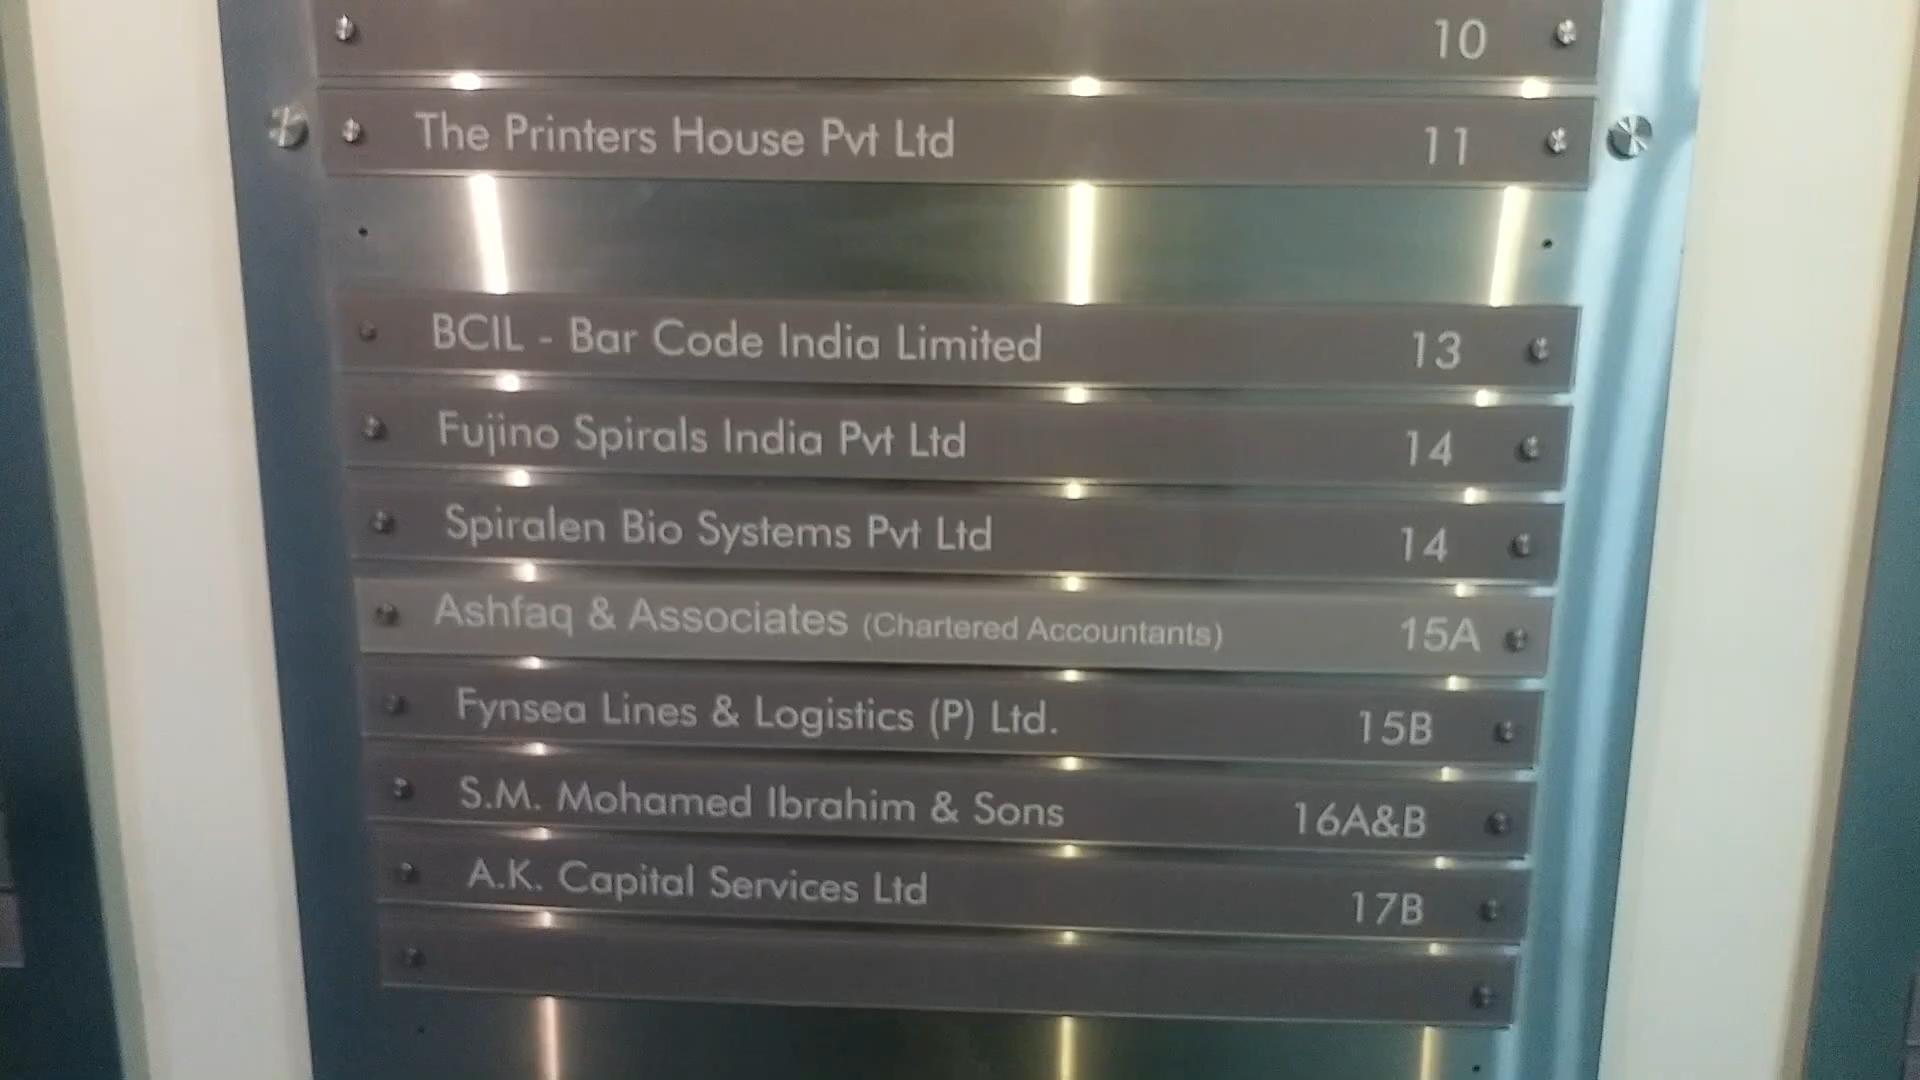 10
The Printers House Pvt Ltd 11
BCIL - Bar Code India Limited 13
Fujino Spirals India Pvt Ltd 14
Spiralen Bio Systems Pvt Ltd 14
Ashfaq & Associates (Chartered Accountants) 15A
Fynsea Lines & Logistics (P) Ltd. 15B
S.M. Mohamed Ibrahim & Sons 16A&B
A.K. Capital Services Ltd 17B